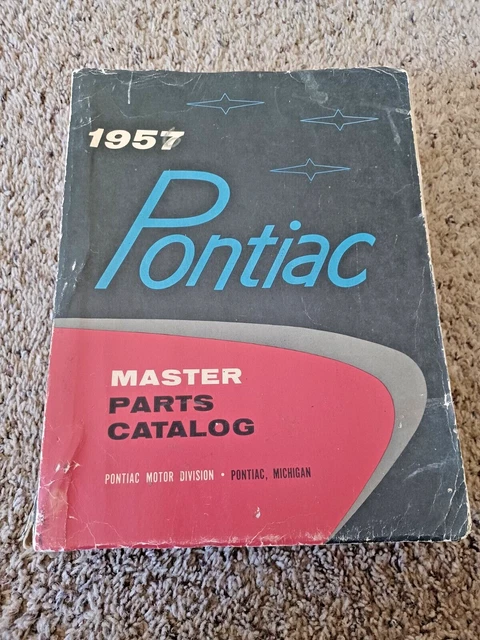 1957
Pontiac
MASTER
PARTS
CATALOG
PONTIAC MOTOR DIVISION • PONTIAC, MICHIGAN